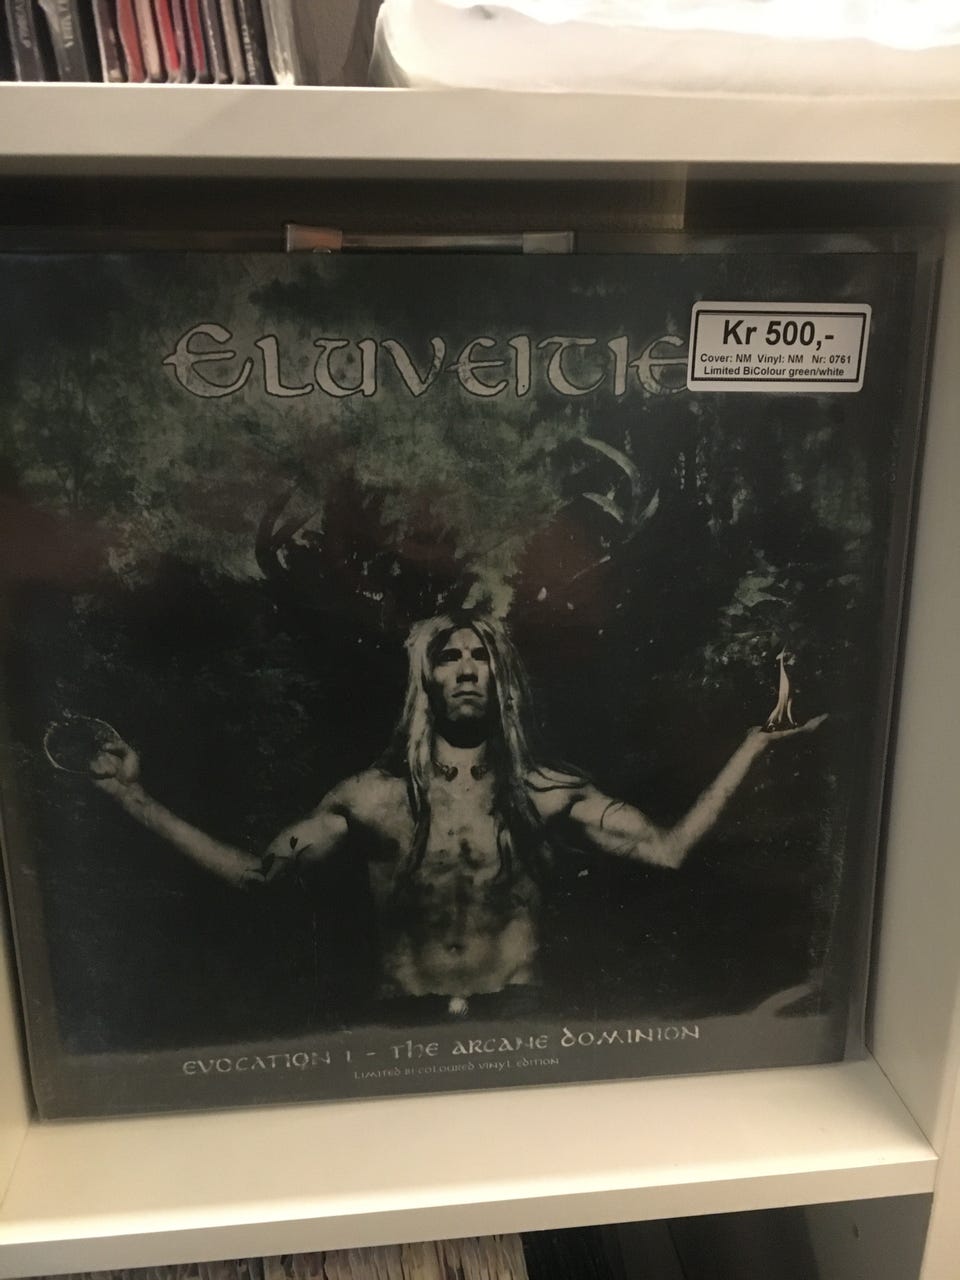 ELUVEITIE
Kr 500,-
Cover: NM Vinyl: NM Nr: 0761
Limited BiColour green/white
EVOCATION I - THE ARCANE DOMINION
LIMITED BI-COLOURED VINYL EDITION